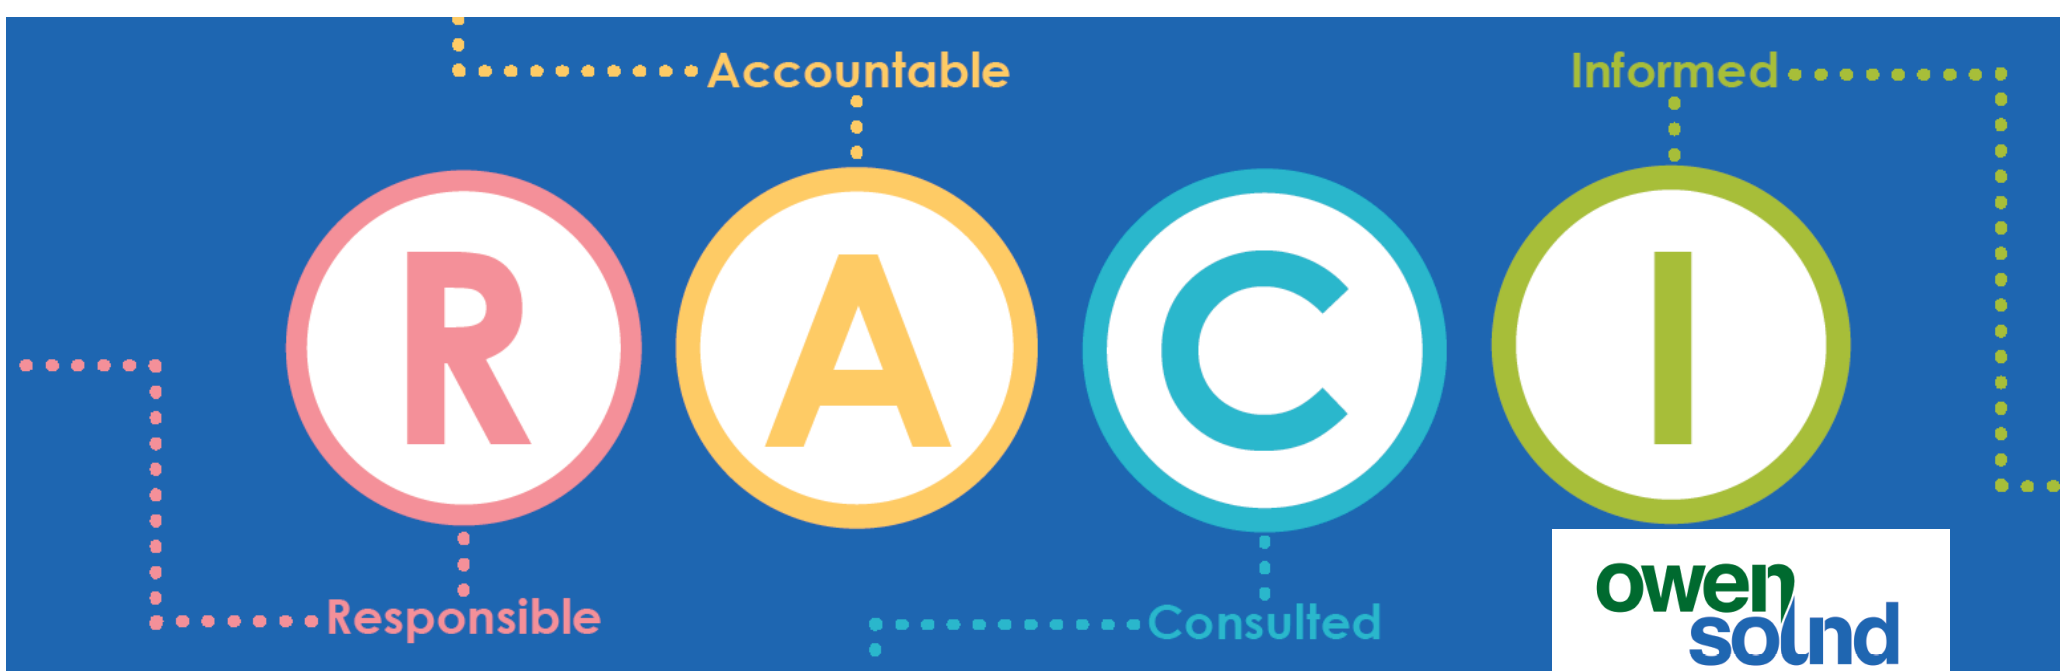 Accountable
Informed
R A C I
Responsible
Consulted
owen
sound